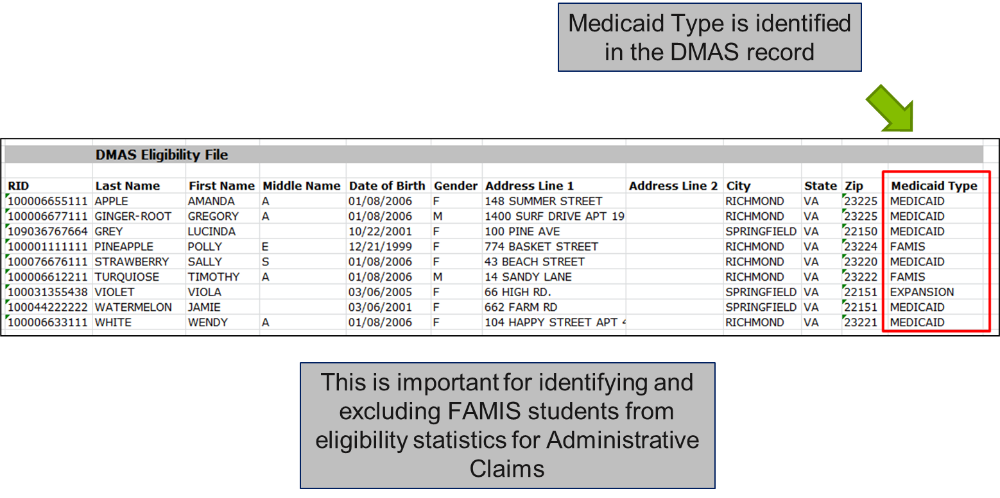 Medicaid Type is identified
in the DMAS record
DMAS Eligibility File
RID Last Name First Name Middle Name Date of Birth Gender Address Line 1 Address Line 2 City State Zip Medicaid Type
100006655111 APPLE AMANDA A 01/08/2006 F 148 SUMMER STREET RICHMOND VA 23225 MEDICAID
100006677111 GINGER-ROOT GREGORY A 01/08/2006 M 1400 SURF DRIVE APT 19 RICHMOND VA 23225 MEDICAID
109036767664 GREY LUCINDA 10/22/2001 F 100 PINE AVE SPRINGFIELD VA 22150 MEDICAID
100001111111 PINEAPPLE POLLY E 12/21/1999 F 774 BASKET STREET RICHMOND VA 23224 FAMIS
100076676111 STRAWBERRY SALLY S 01/08/2006 F 43 BEACH STREET RICHMOND VA 23220 MEDICAID
100006612211 TURQUIOSE TIMOTHY A 01/08/2006 M 14 SANDY LANE RICHMOND VA 23222 FAMIS
100031355438 VIOLET VIOLA 03/06/2005 F 66 HIGH RD. SPRINGFIELD VA 22151 EXPANSION
100044222222 WATERMELON JAMIE 03/06/2001 F 662 FARM RD SPRINGFIELD VA 22151 MEDICAID
100006633111 WHITE WENDY A 01/08/2006 F 104 HAPPY STREET APT RICHMOND VA 23221 MEDICAID
This is important for identifying and
excluding FAMIS students from
eligibility statistics for Administrative
Claims